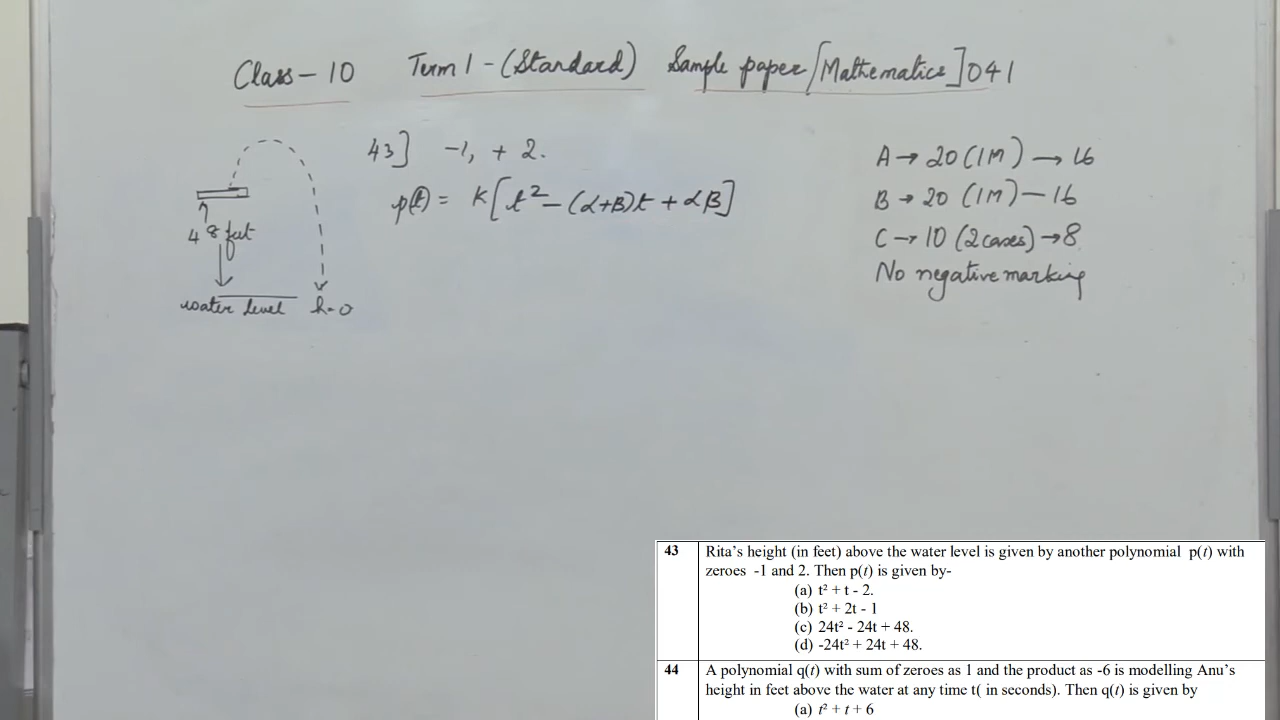 Class - 10 Term 1 - (Standard) Sample paper [Mathematics] 041
48 feet
water level h=0
43] -1, + 2.
p(t) = K[t² - (α+β)t + αβ]
A → 20 (1M) → 16
B → 20 (1M) — 16
C → 10 (2 cases) → 8
No negative marking
43 Rita's height (in feet) above the water level is given by another polynomial p(t) with
zeroes -1 and 2. Then p(t) is given by-
(a) t² + t - 2.
(b) t² + 2t - 1
(c) 24t² - 24t + 48.
(d) -24t² + 24t + 48.
44 A polynomial q(t) with sum of zeroes as 1 and the product as -6 is modelling Anu's
height in feet above the water at any time t( in seconds). Then q(t) is given by
(a) t² + t + 6